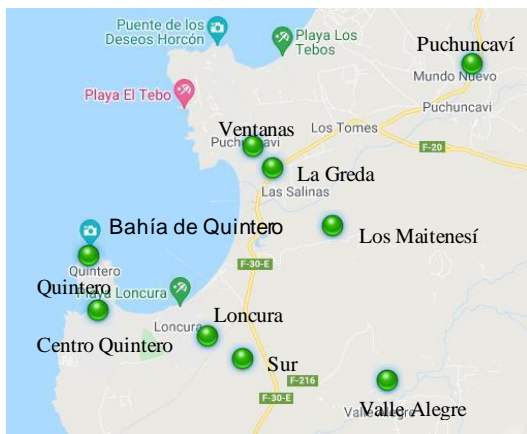 Puente de los
Deseos Horcón
Playa Los
Tebos
Puchuncaví
Mundo Nuevo
Playa El Tebo
Puchuncavi
Ventanas
Puchuncavi
Los Tomes
F-20
La Greda
Las Salinas
Bahía de Quintero
Los Maitenesí
Quintero
F-30-E
Quintero
Playa Loncura
Loncura
Loncura
Centro Quintero
Sur
F-216
F-30-E
Valle Alegre
Valle Alegre